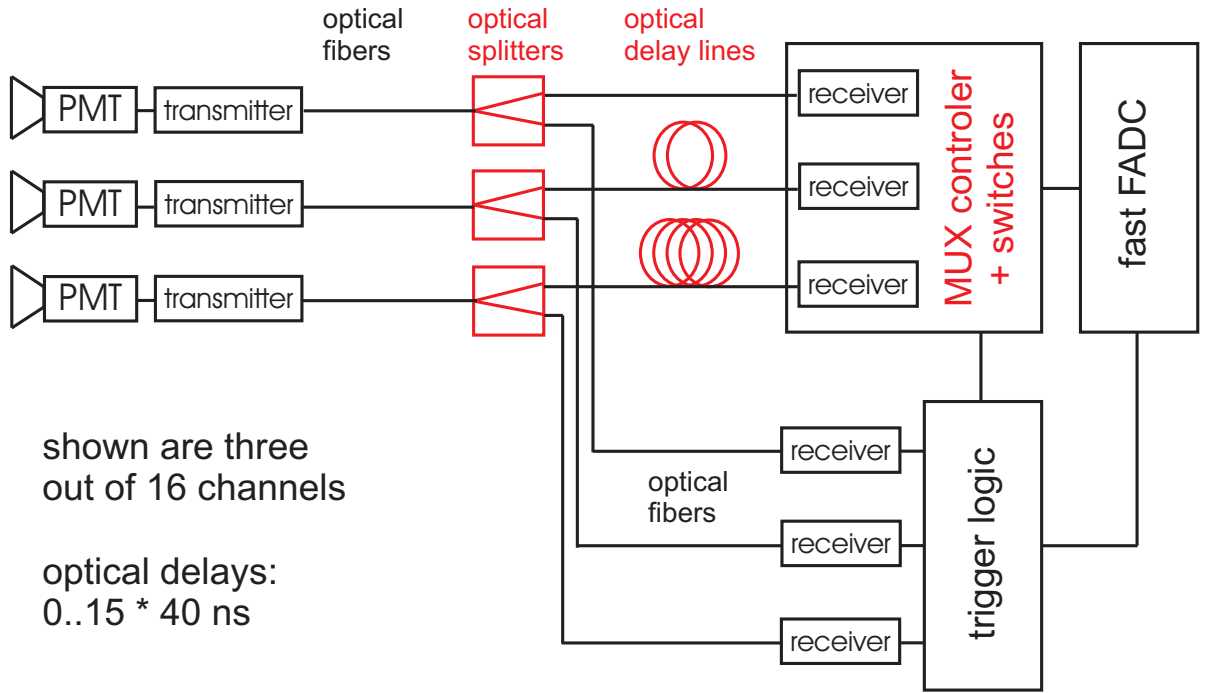 optical
fibers
optical
splitters
optical
delay lines
PMT
transmitter
receiver
PMT
transmitter
receiver
PMT
transmitter
receiver
MUX controler
+ switches
fast FADC
shown are three
out of 16 channels
optical delays:
0..15 * 40 ns
optical
fibers
receiver
receiver
receiver
trigger logic